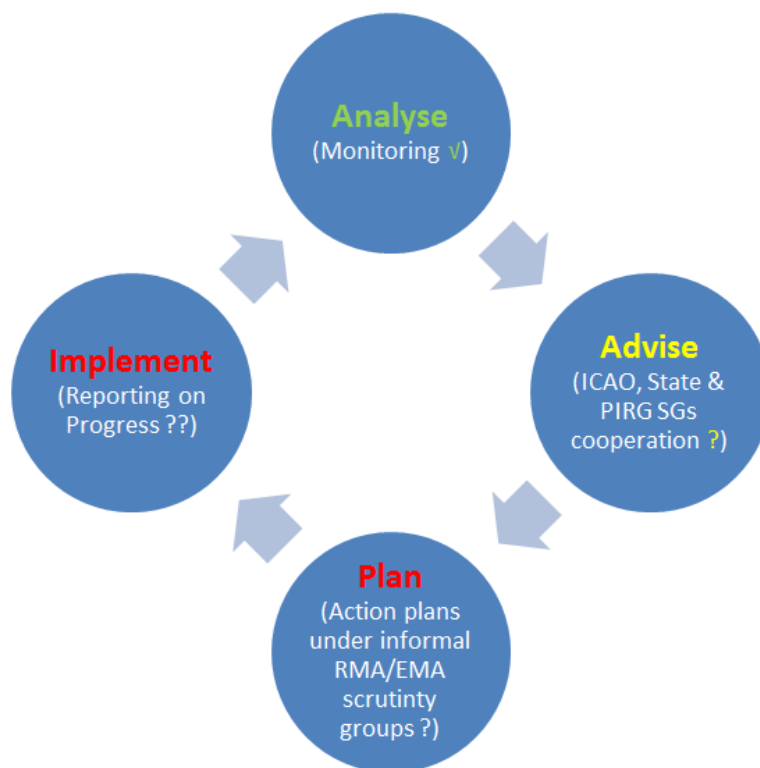 Analyse
(Monitoring √)
Advise
(ICAO, State &
PIRG SGs
cooperation ?)
Plan
(Action plans
under informal
RMA/EMA
scrutinty
groups ?)
Implement
(Reporting on
Progress ??)